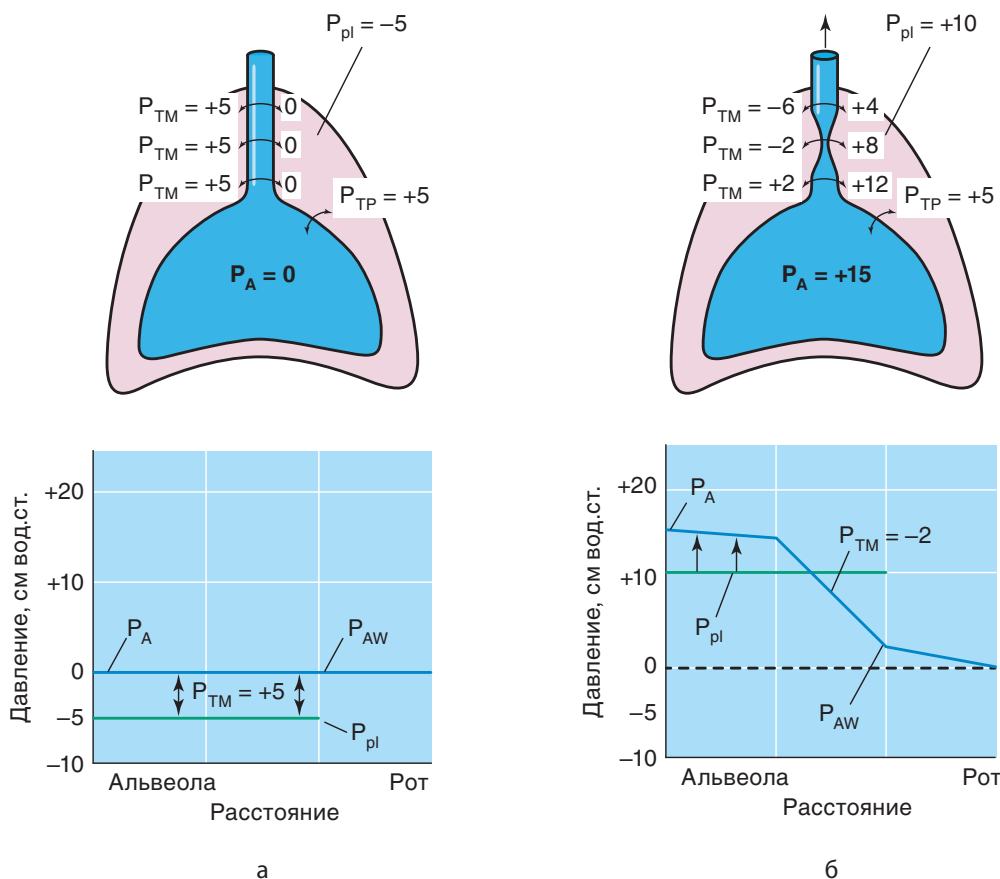 P_pl = –5
P_TM = +5 0
P_TM = +5 0
P_TM = +5 0
P_TP = +5
P_A = 0
P_pl = +10
P_TM = –6 +4
P_TM = –2 +8
P_TM = +2 +12
P_TP = +5
P_A = +15
Давление, см вод.ст.
+20
+10
0
–5
–10
P_A
P_AW
P_TM = +5
P_pl
Альвеола Рот
Расстояние
а
Давление, см вод.ст.
+20
+10
0
–5
–10
P_A
P_TM = –2
P_pl
P_AW
Альвеола Рот
Расстояние
б